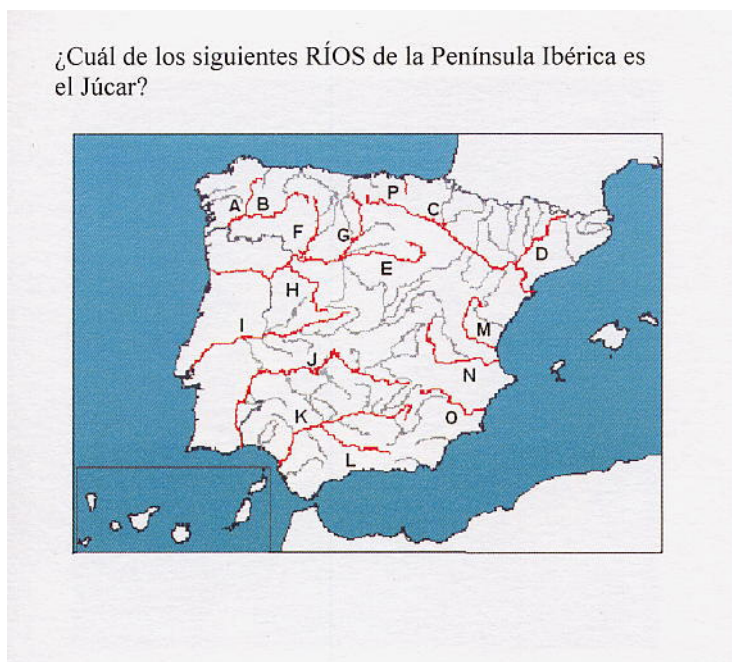 ¿Cuál de los siguientes RÍOS de la Península Ibérica es
el Júcar?
P
A B C
F G
D
E
H
I M
J
N
K O
L